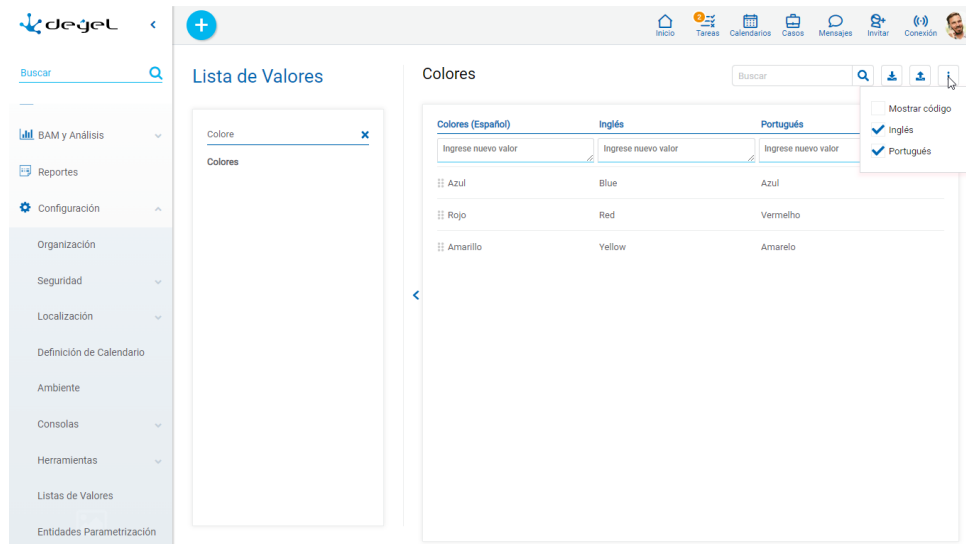 deyel
Inicio
2
Tareas
Calendarios
Casos
Mensajes
Invitar
Conexión
Buscar
BAM y Análisis
Reportes
Configuración
Organización
Seguridad
Localización
Definición de Calendario
Ambiente
Consolas
Herramientas
Listas de Valores
Entidades Parametrización
Lista de Valores
Colore
Colores
Colores
Buscar
Mostrar código
Inglés
Portugués
Colores (Español) Inglés Portugués
Ingrese nuevo valor Ingrese nuevo valor Ingrese nuevo valor
Azul Blue Azul
Rojo Red Vermelho
Amarillo Yellow Amarelo